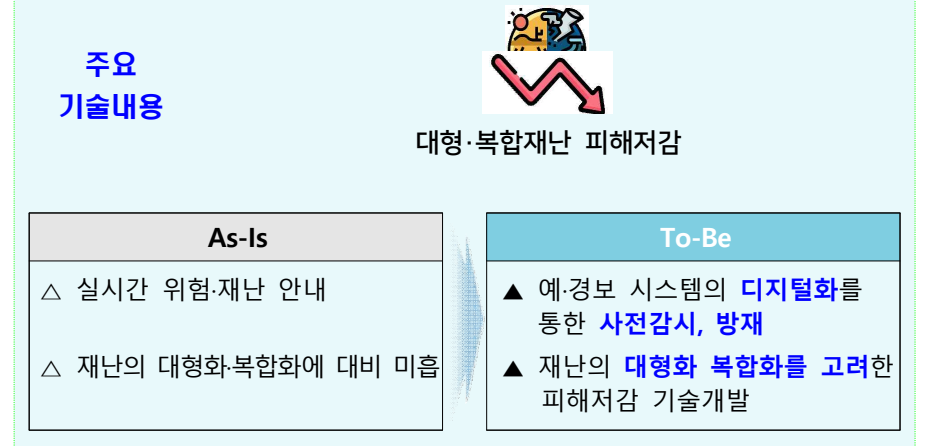 주요
기술내용
대형·복합재난 피해저감
As-Is
△ 실시간 위험·재난 안내
△ 재난의 대형화·복합화에 대비 미흡
To-Be
▲ 예·경보 시스템의 디지털화를
통한 사전감시, 방재
▲ 재난의 대형화 복합화를 고려한
피해저감 기술개발